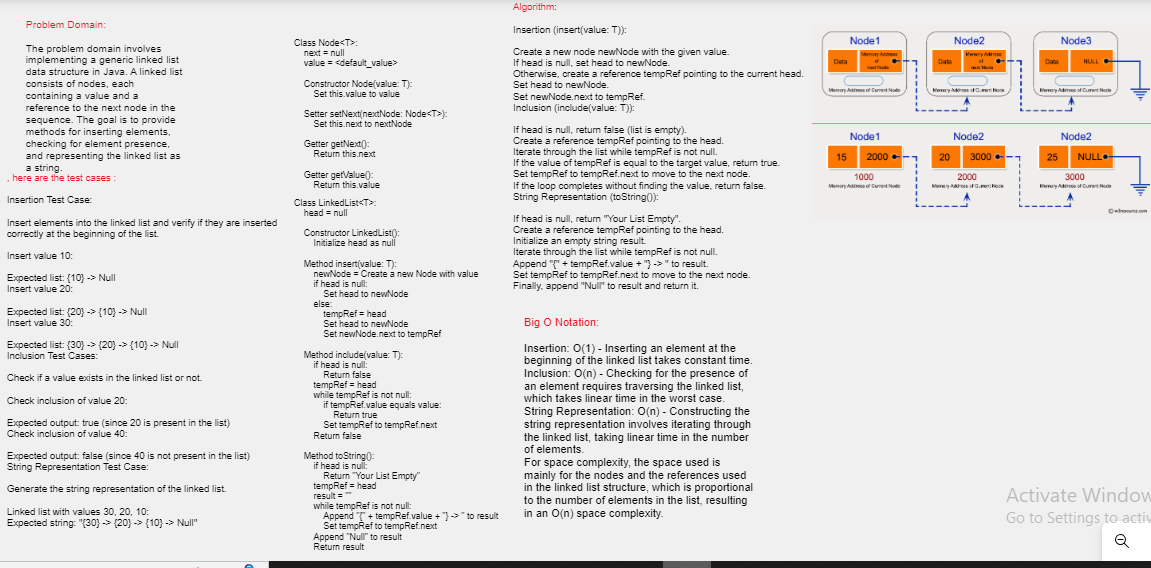 Problem Domain:
The problem domain involves
implementing a generic linked list
data structure in Java. A linked list
consists of nodes, each
containing a value and a
reference to the next node in the
sequence. The goal is to provide
methods for inserting elements,
checking for element presence,
and representing the linked list as
a string.
, here are the test cases :
Insertion Test Case:
Insert elements into the linked list and verify if they are inserted
correctly at the beginning of the list.
Insert value 10:
Expected list: {10} -> Null
Insert value 20:
Expected list: {20} -> {10} -> Null
Insert value 30:
Expected list: {30} -> {20} -> {10} -> Null
Inclusion Test Cases:
Check if a value exists in the linked list or not.
Check inclusion of value 20:
Expected output: true (since 20 is present in the list)
Check inclusion of value 40:
Expected output: false (since 40 is not present in the list)
String Representation Test Case:
Generate the string representation of the linked list.
Linked list with values 30, 20, 10:
Expected string: "{30} -> {20} -> {10} -> Null"
Class Node<T>:
next = null
value = <default_value>
Constructor Node(value: T):
Set this.value to value
Setter setNext(nextNode: Node<T>):
Set this.next to nextNode
Getter getNext():
Return this.next
Getter getValue():
Return this.value
Class LinkedList<T>:
head = null
Constructor LinkedList():
Initialize head as null
Method insert(value: T):
newNode = Create a new Node with value
if head is null:
Set head to newNode
else:
tempRef = head
Set head to newNode
Set newNode.next to tempRef
Method include(value: T):
if head is null:
Return false
tempRef = head
while tempRef is not null:
if tempRef.value equals value:
Return true
Set tempRef to tempRef.next
Return false
Method toString():
if head is null:
Return "Your List Empty"
tempRef = head
result = ""
while tempRef is not null:
Append "{" + tempRef.value + "} -> " to result
Set tempRef to tempRef.next
Append "Null" to result
Return result
Algorithm:
Insertion (insert(value: T)):
Create a new node newNode with the given value.
If head is null, set head to newNode.
Otherwise, create a reference tempRef pointing to the current head.
Set head to newNode.
Set newNode.next to tempRef.
Inclusion (include(value: T)):
If head is null, return false (list is empty).
Create a reference tempRef pointing to the head.
Iterate through the list while tempRef is not null.
If the value of tempRef is equal to the target value, return true.
Set tempRef to tempRef.next to move to the next node.
If the loop completes without finding the value, return false.
String Representation (toString()):
If head is null, return "Your List Empty".
Create a reference tempRef pointing to the head.
Initialize an empty string result.
Iterate through the list while tempRef is not null.
Append "{" + tempRef.value + "} -> " to result.
Set tempRef to tempRef.next to move to the next node.
Finally, append "Null" to result and return it.
Big O Notation:
Insertion: O(1) - Inserting an element at the
beginning of the linked list takes constant time.
Inclusion: O(n) - Checking for the presence of
an element requires traversing the linked list,
which takes linear time in the worst case.
String Representation: O(n) - Constructing the
string representation involves iterating through
the linked list, taking linear time in the number
of elements.
For space complexity, the space used is
mainly for the nodes and the references used
in the linked list structure, which is proportional
to the number of elements in the list, resulting
in an O(n) space complexity.
Node1 Node2 Node3
Data Memory Address of next Node Data Memory Address of next Node Data NULL
Memory Address of Current Node Memory Address of Current Node Memory Address of Current Node
Node1 Node2 Node2
15 2000 20 3000 25 NULL
1000 2000 3000
Memory Address of Current Node Memory Address of Current Node Memory Address of Current Node
Activate Window
Go to Settings to activ